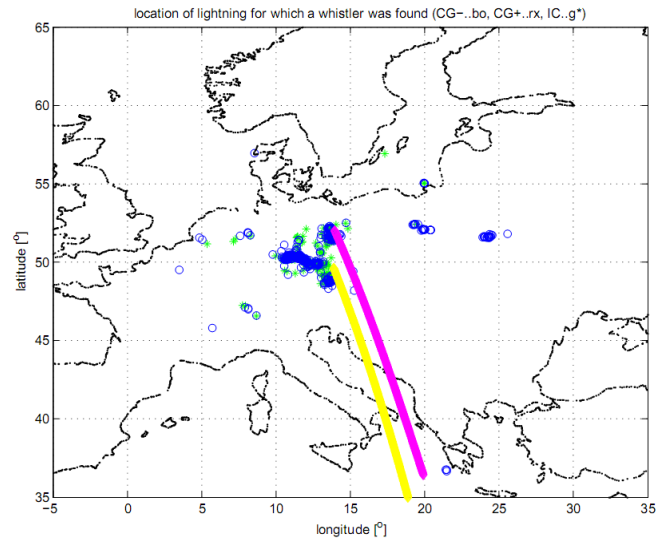 location of lightning for which a whistler was found (CG−..bo, CG+..rx, IC..g*)
65
60
55
50
45
40
35
latitude [o]
−5 0 5 10 15 20 25 30 35
longitude [o]